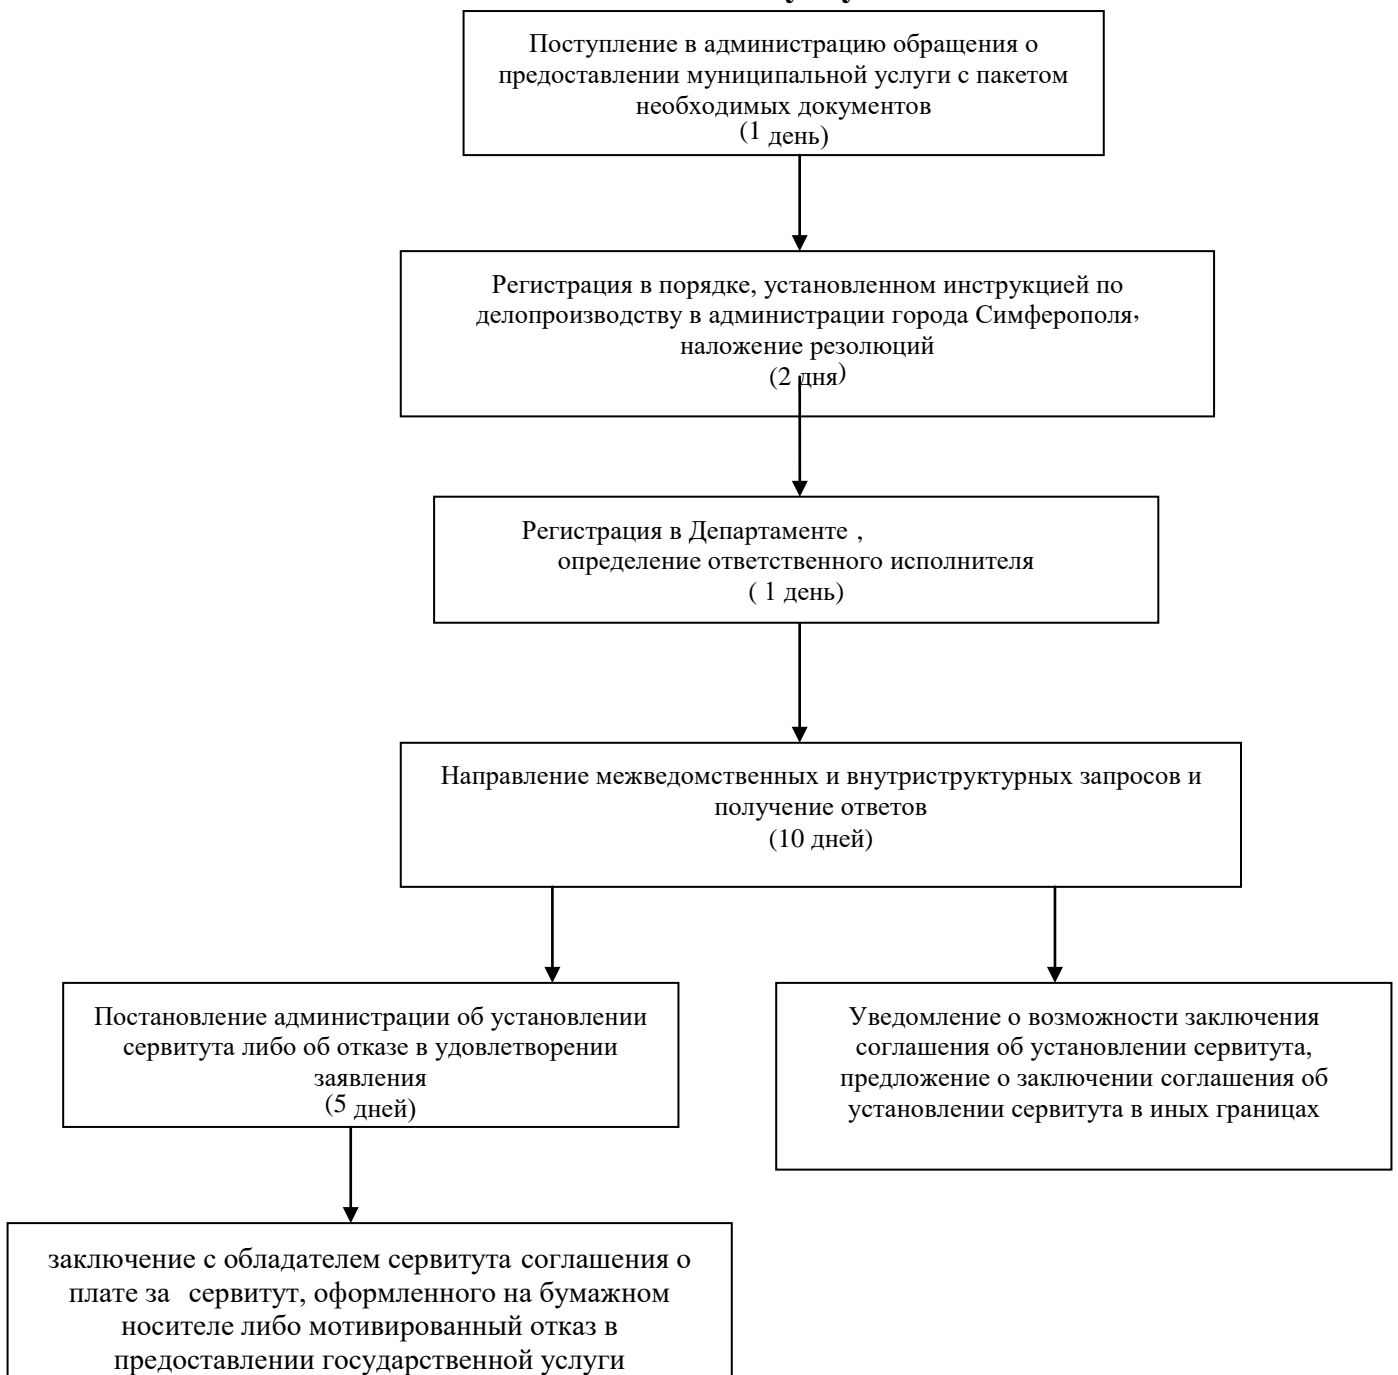 Поступление в администрацию обращения о
предоставлении муниципальной услуги с пакетом
необходимых документов
(1 день)
Регистрация в порядке, установленном инструкцией по
делопроизводству в администрации города Симферополя,
наложение резолюций
(2 дня)
Регистрация в Департаменте ,
определение ответственного исполнителя
( 1 день)
Направление межведомственных и внутриструктурных запросов и
получение ответов
(10 дней)
Постановление администрации об установлении
сервитута либо об отказе в удовлетворении
заявления
(5 дней)
Уведомление о возможности заключения
соглашения об установлении сервитута,
предложение о заключении соглашения об
установлении сервитута в иных границах
заключение с обладателем сервитута соглашения о
плате за сервитут, оформленного на бумажном
носителе либо мотивированный отказ в
предоставлении государственной услуги